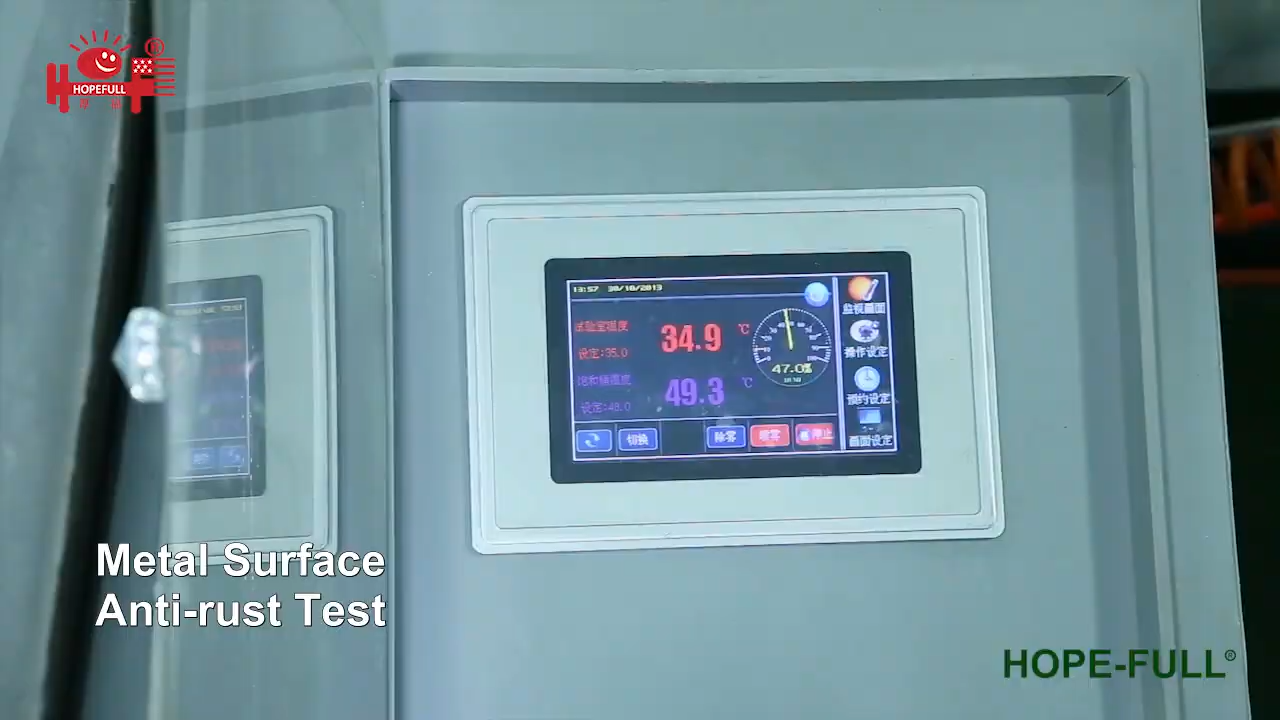 HOPEFULL
13:57 30/10/2013
试验室温度 34.9 ℃
设定:35.0
饱和桶温度 49.3 ℃
设定:48.0
47.0%
切换
除雾
喷雾
停止
监视画面
操作设定
预约设定
画面设定
Metal Surface
Anti-rust Test
HOPE-FULL®